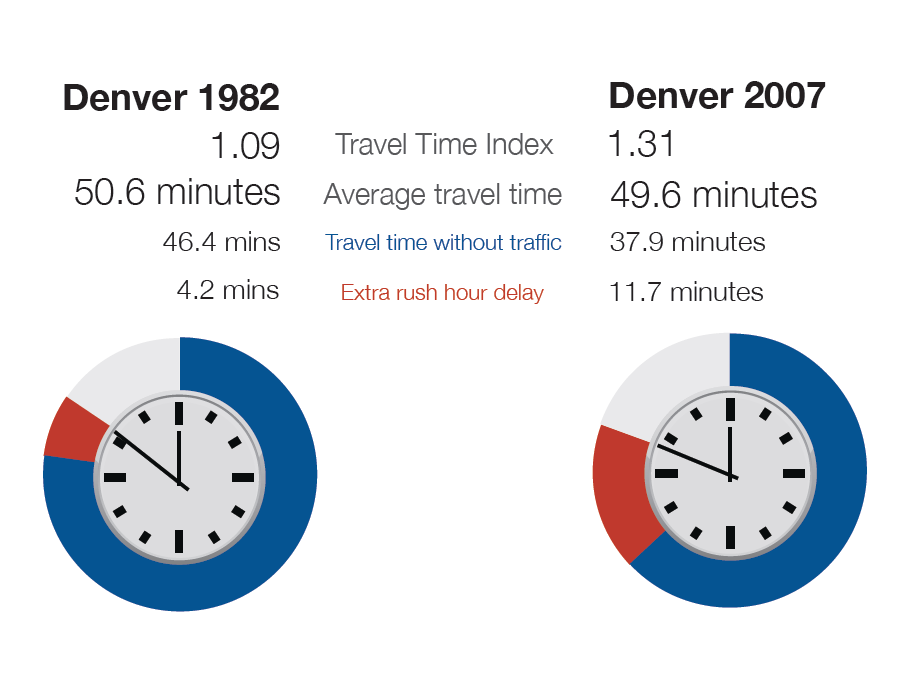 Denver 1982 Denver 2007
1.09 Travel Time Index 1.31
50.6 minutes Average travel time 49.6 minutes
46.4 mins Travel time without traffic 37.9 minutes
4.2 mins Extra rush hour delay 11.7 minutes